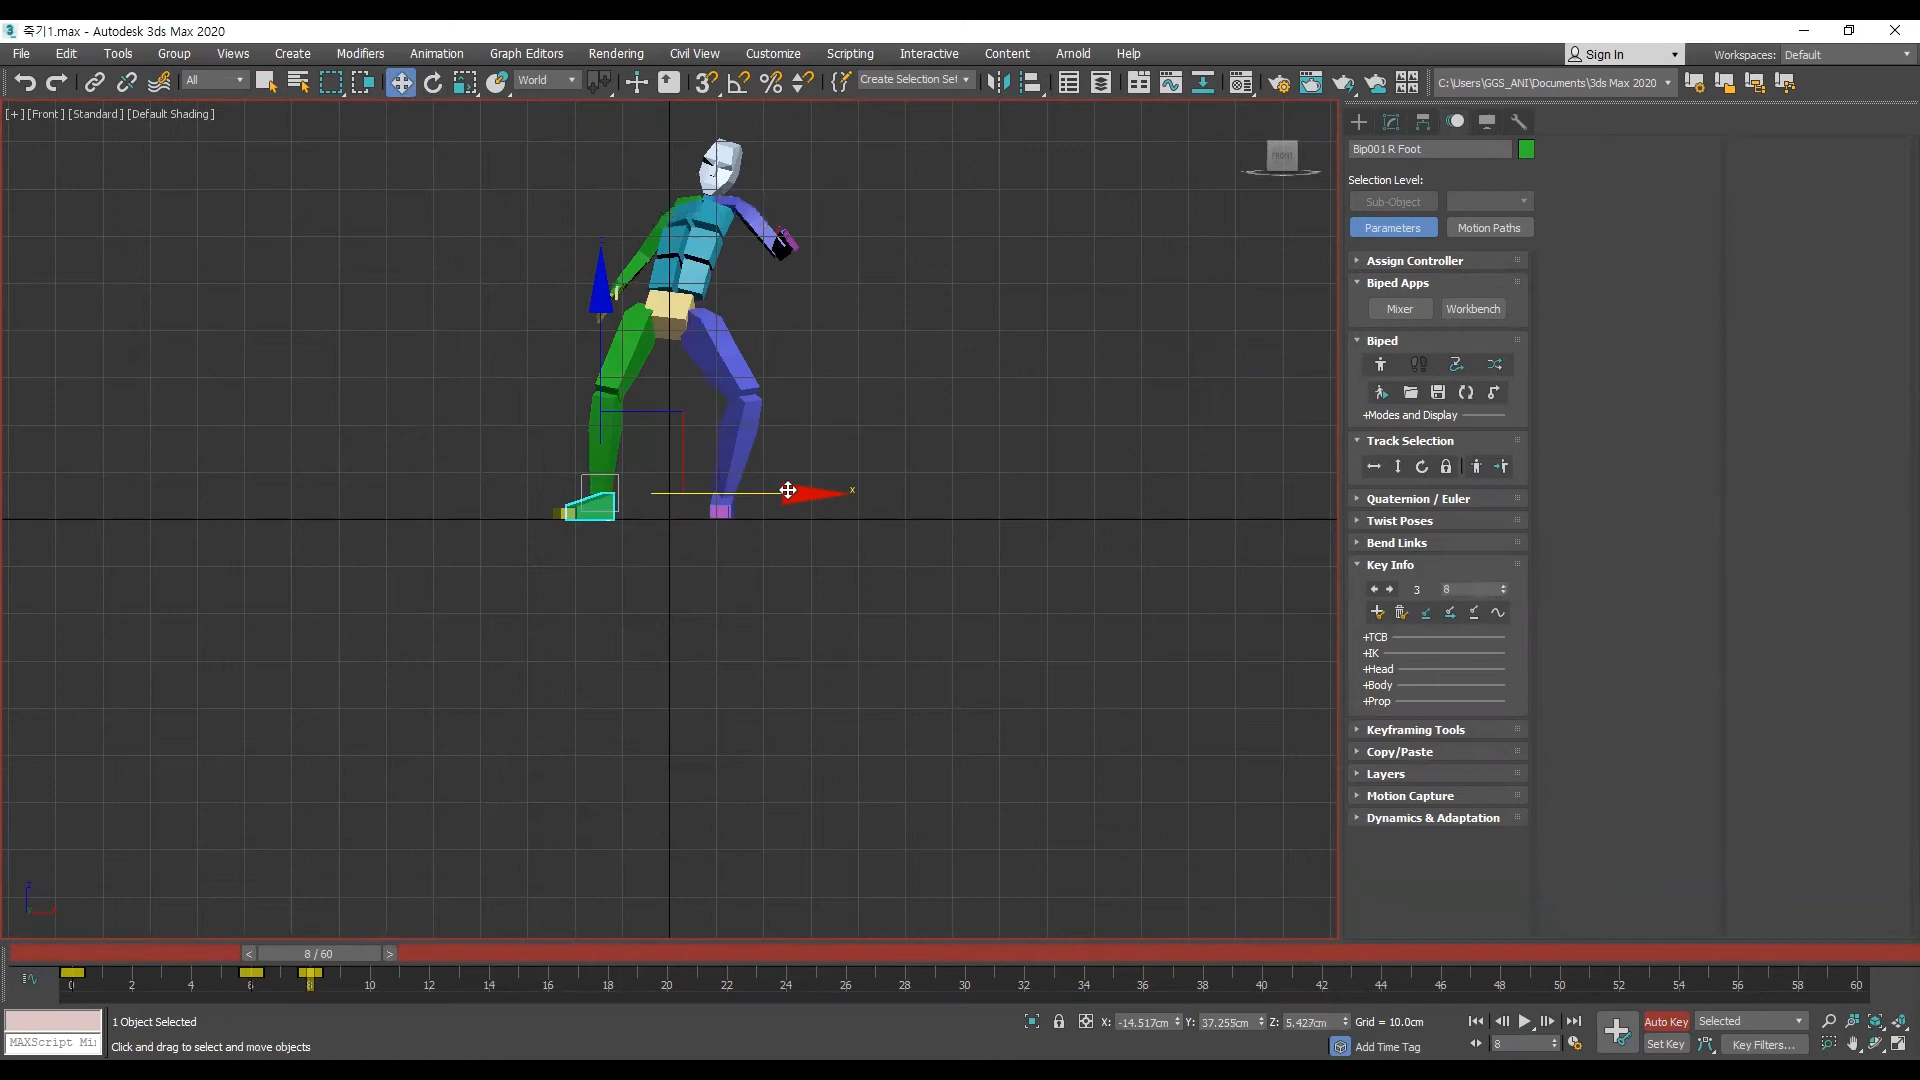 3 죽기1.max - Autodesk 3ds Max 2020
File Edit Tools Group Views Create Modifiers Animation Graph Editors Rendering Civil View Customize Scripting Interactive Content Arnold Help
Sign In
Workspaces: Default
All
World
Create Selection Set
C:\Users\GGS_ANI\Documents\3ds Max 2020
[+] [Front] [Standard] [Default Shading]
FRONT
x
z
Bip001 R Foot
Selection Level:
Sub-Object
Parameters Motion Paths
Assign Controller
Biped Apps
Mixer Workbench
Biped
+Modes and Display
Track Selection
Quaternion / Euler
Twist Poses
Bend Links
Key Info
3 8
+TCB
+IK
+Head
+Body
+Prop
Keyframing Tools
Copy/Paste
Layers
Motion Capture
Dynamics & Adaptation
< 8 / 60 >
0 2 4 6 8 10 12 14 16 18 20 22 24 26 28 30 32 34 36 38 40 42 44 46 48 50 52 54 56 58 60
1 Object Selected
X: -14.517cm Y: 37.255cm Z: 5.427cm Grid = 10.0cm
Auto Key Selected
MAXScript Mi
Click and drag to select and move objects
Add Time Tag
8
Set Key Key Filters...